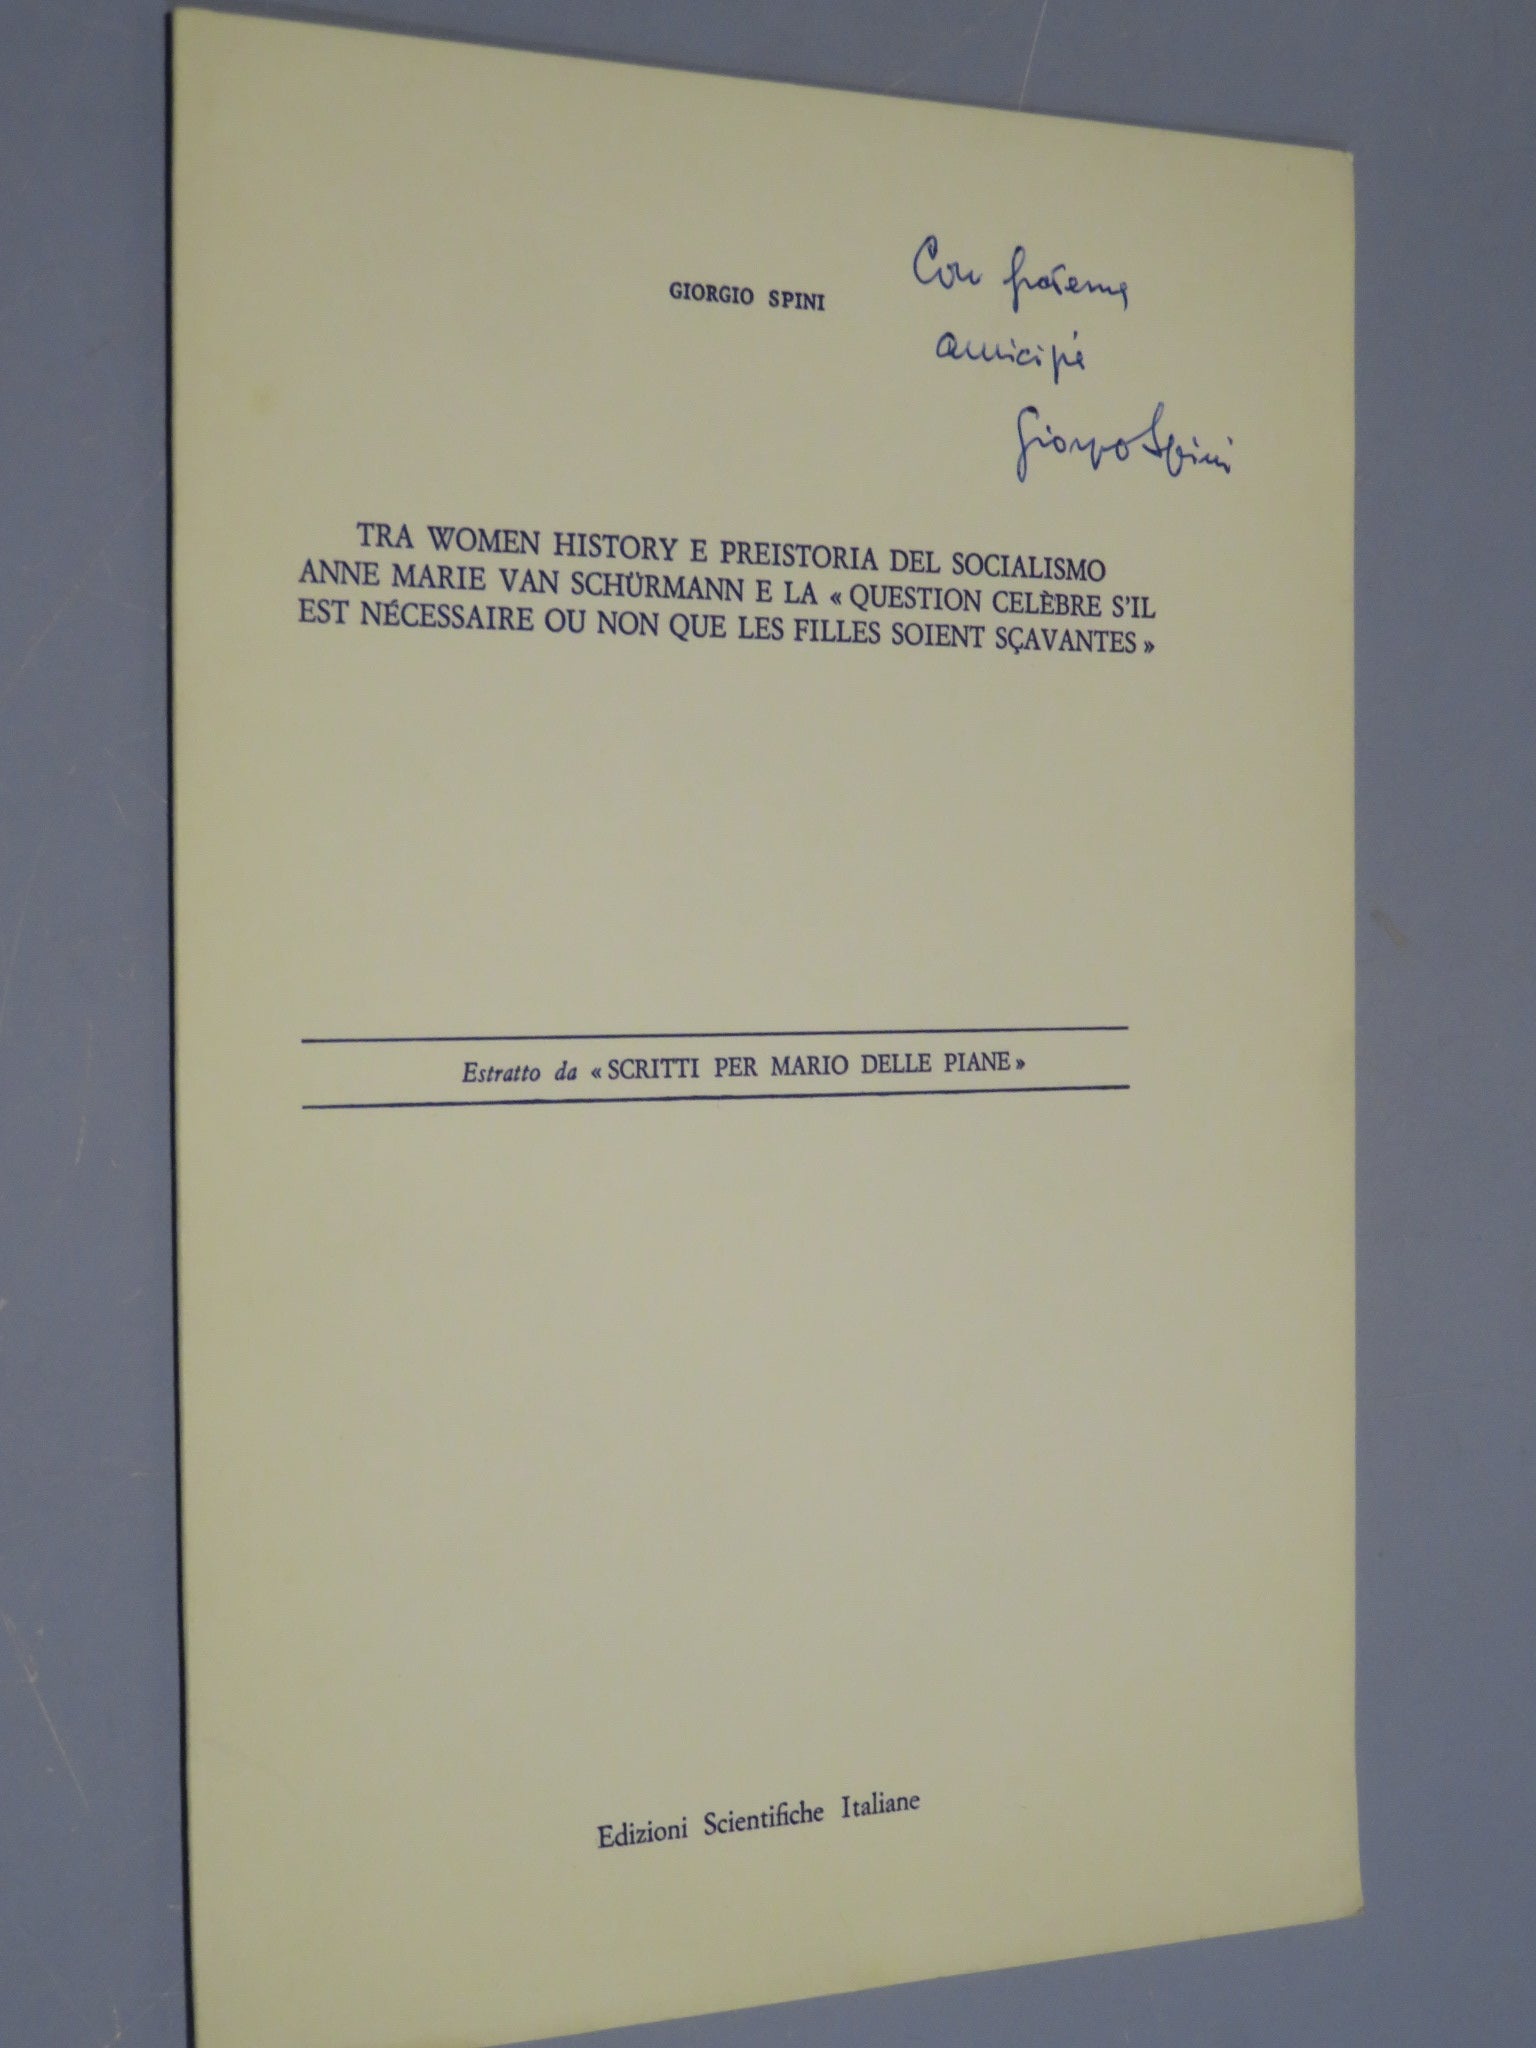 GIORGIO SPINI
Con fraterna
amicizia
Giorgio Spini
TRA WOMEN HISTORY E PREISTORIA DEL SOCIALISMO
ANNE MARIE VAN SCHÜRMANN E LA « QUESTION CELÈBRE S'IL
EST NÉCESSAIRE OU NON QUE LES FILLES SOIENT SÇAVANTES »
Estratto da « SCRITTI PER MARIO DELLE PIANE »
Edizioni Scientifiche Italiane